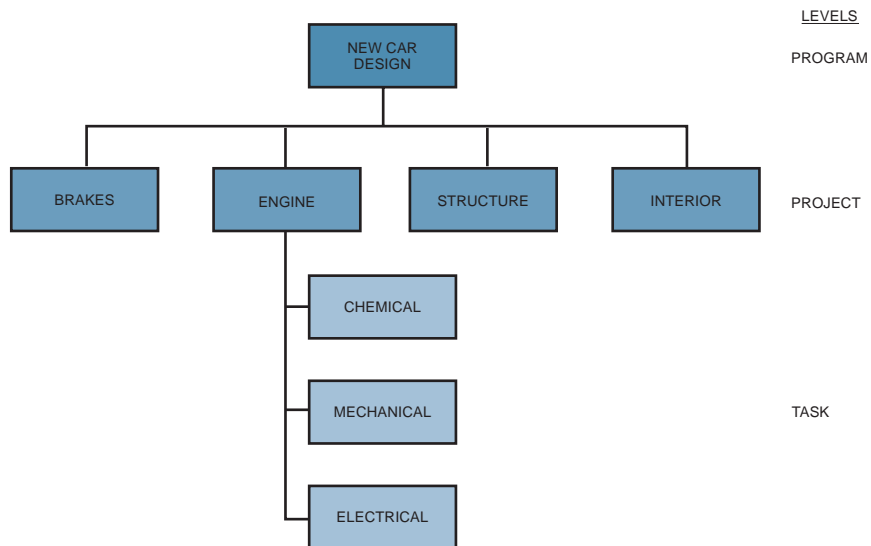 LEVELS
NEW CAR
DESIGN
PROGRAM
BRAKES
ENGINE
STRUCTURE
INTERIOR
PROJECT
CHEMICAL
MECHANICAL
TASK
ELECTRICAL